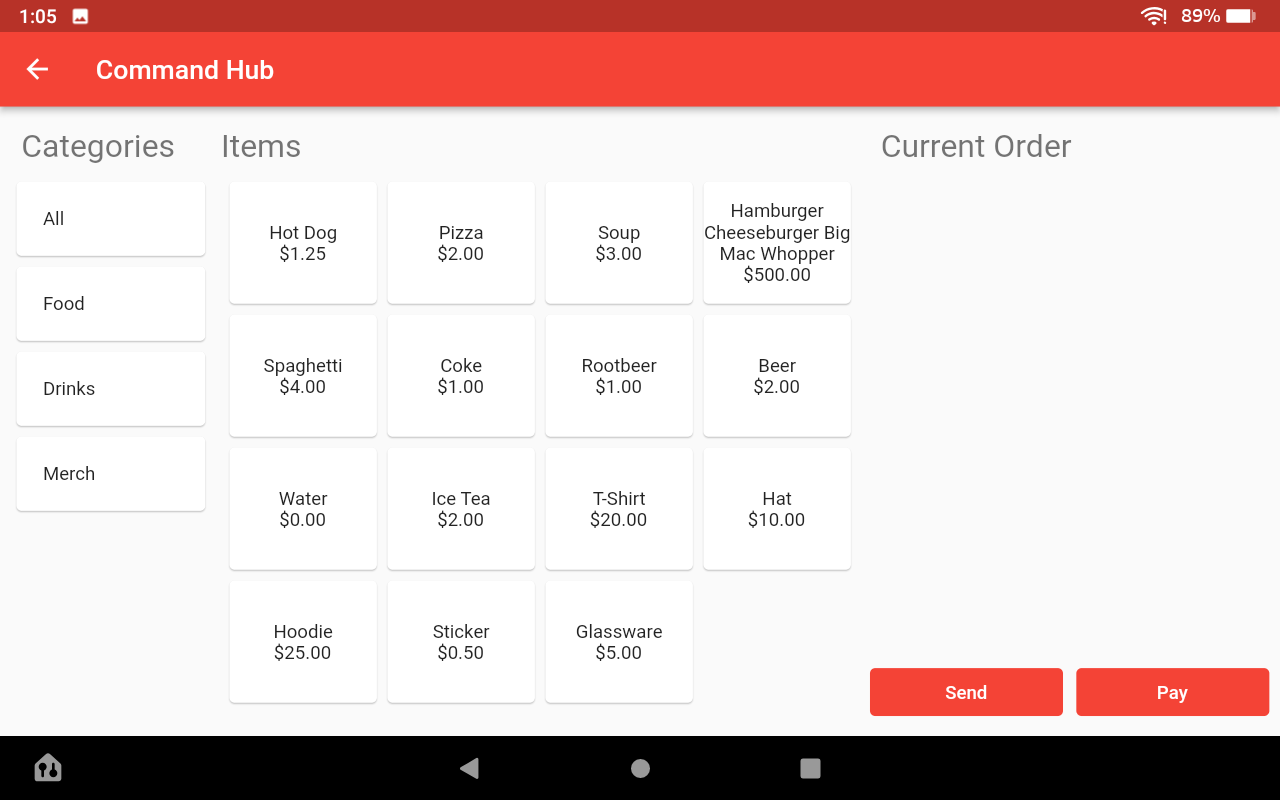 1:05
89%
Command Hub
Categories
Items
Current Order
All
Food
Drinks
Merch
Hot Dog
$1.25
Pizza
$2.00
Soup
$3.00
Hamburger
Cheeseburger Big
Mac Whopper
$500.00
Spaghetti
$4.00
Coke
$1.00
Rootbeer
$1.00
Beer
$2.00
Water
$0.00
Ice Tea
$2.00
T-Shirt
$20.00
Hat
$10.00
Hoodie
$25.00
Sticker
$0.50
Glassware
$5.00
Send
Pay